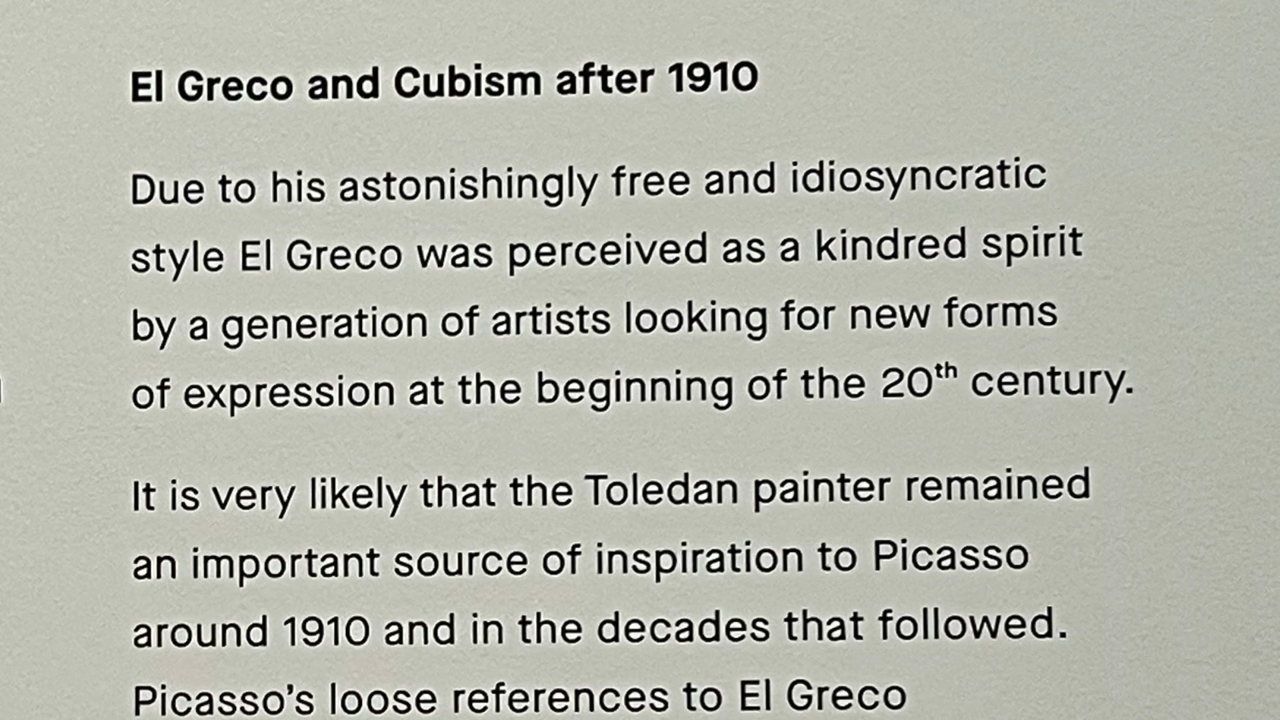 El Greco and Cubism after 1910
Due to his astonishingly free and idiosyncratic
style El Greco was perceived as a kindred spirit
by a generation of artists looking for new forms
of expression at the beginning of the 20th century.
It is very likely that the Toledan painter remained
an important source of inspiration to Picasso
around 1910 and in the decades that followed.
Picasso’s loose references to El Greco